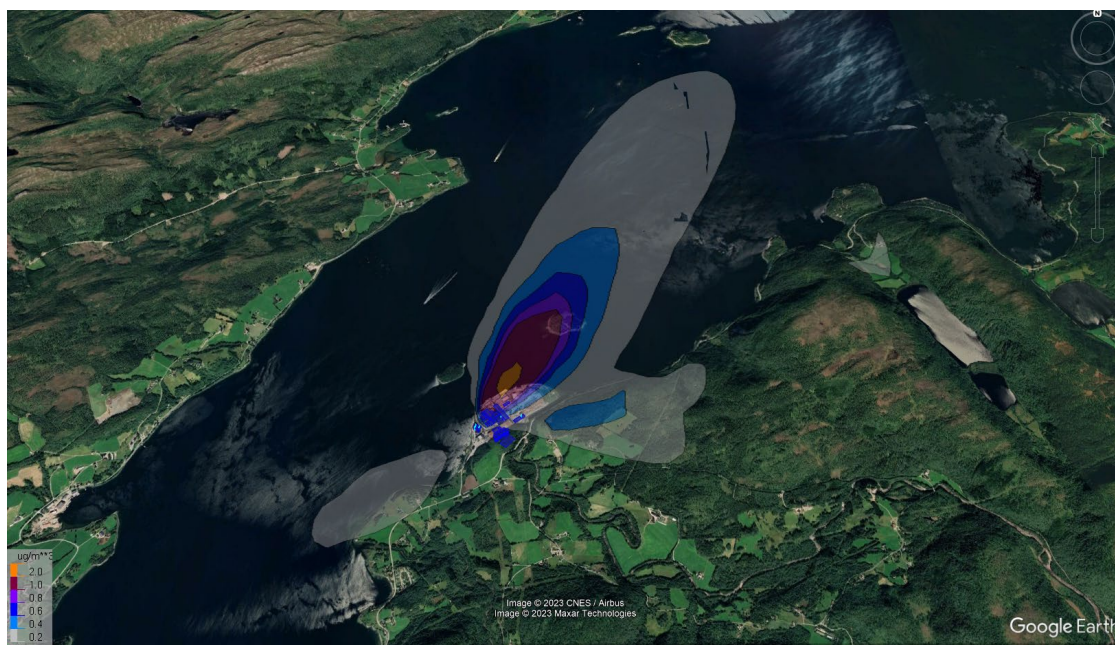 N
ug/m**3
2.0
1.0
0.8
0.6
0.4
0.2
Image © 2023 CNES / Airbus
Image © 2023 Maxar Technologies
Google Earth